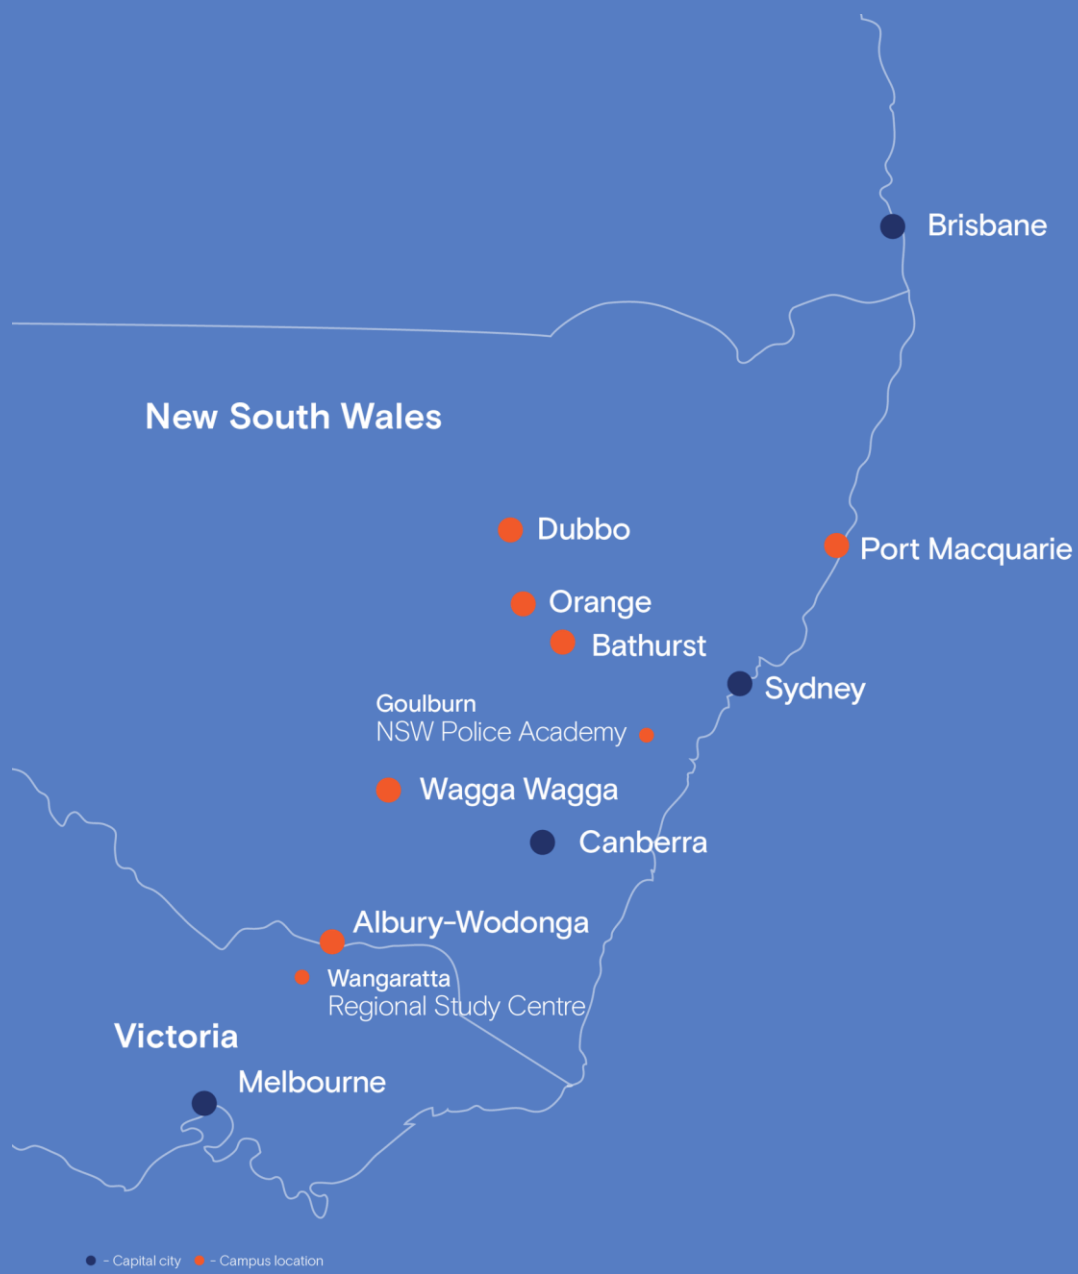 Brisbane
New South Wales
Dubbo
Port Macquarie
Orange
Bathurst
Sydney
Goulburn
NSW Police Academy
Wagga Wagga
Canberra
Albury-Wodonga
Wangaratta
Regional Study Centre
Victoria
Melbourne
- Capital city - Campus location